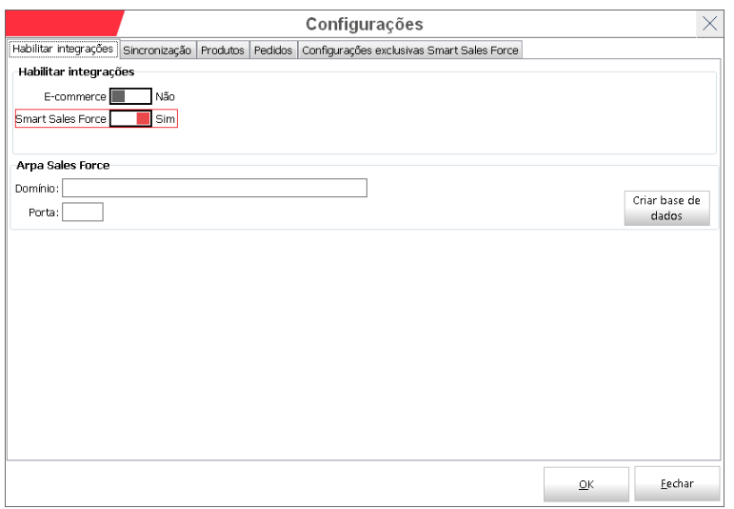 Configurações
Habilitar integrações Sincronização Produtos Pedidos Configurações exclusivas Smart Sales Force
Habilitar integrações
E-commerce Não
Smart Sales Force Sim
Arpa Sales Force
Domínio:
Porta:
Criar base de
dados
OK Fechar